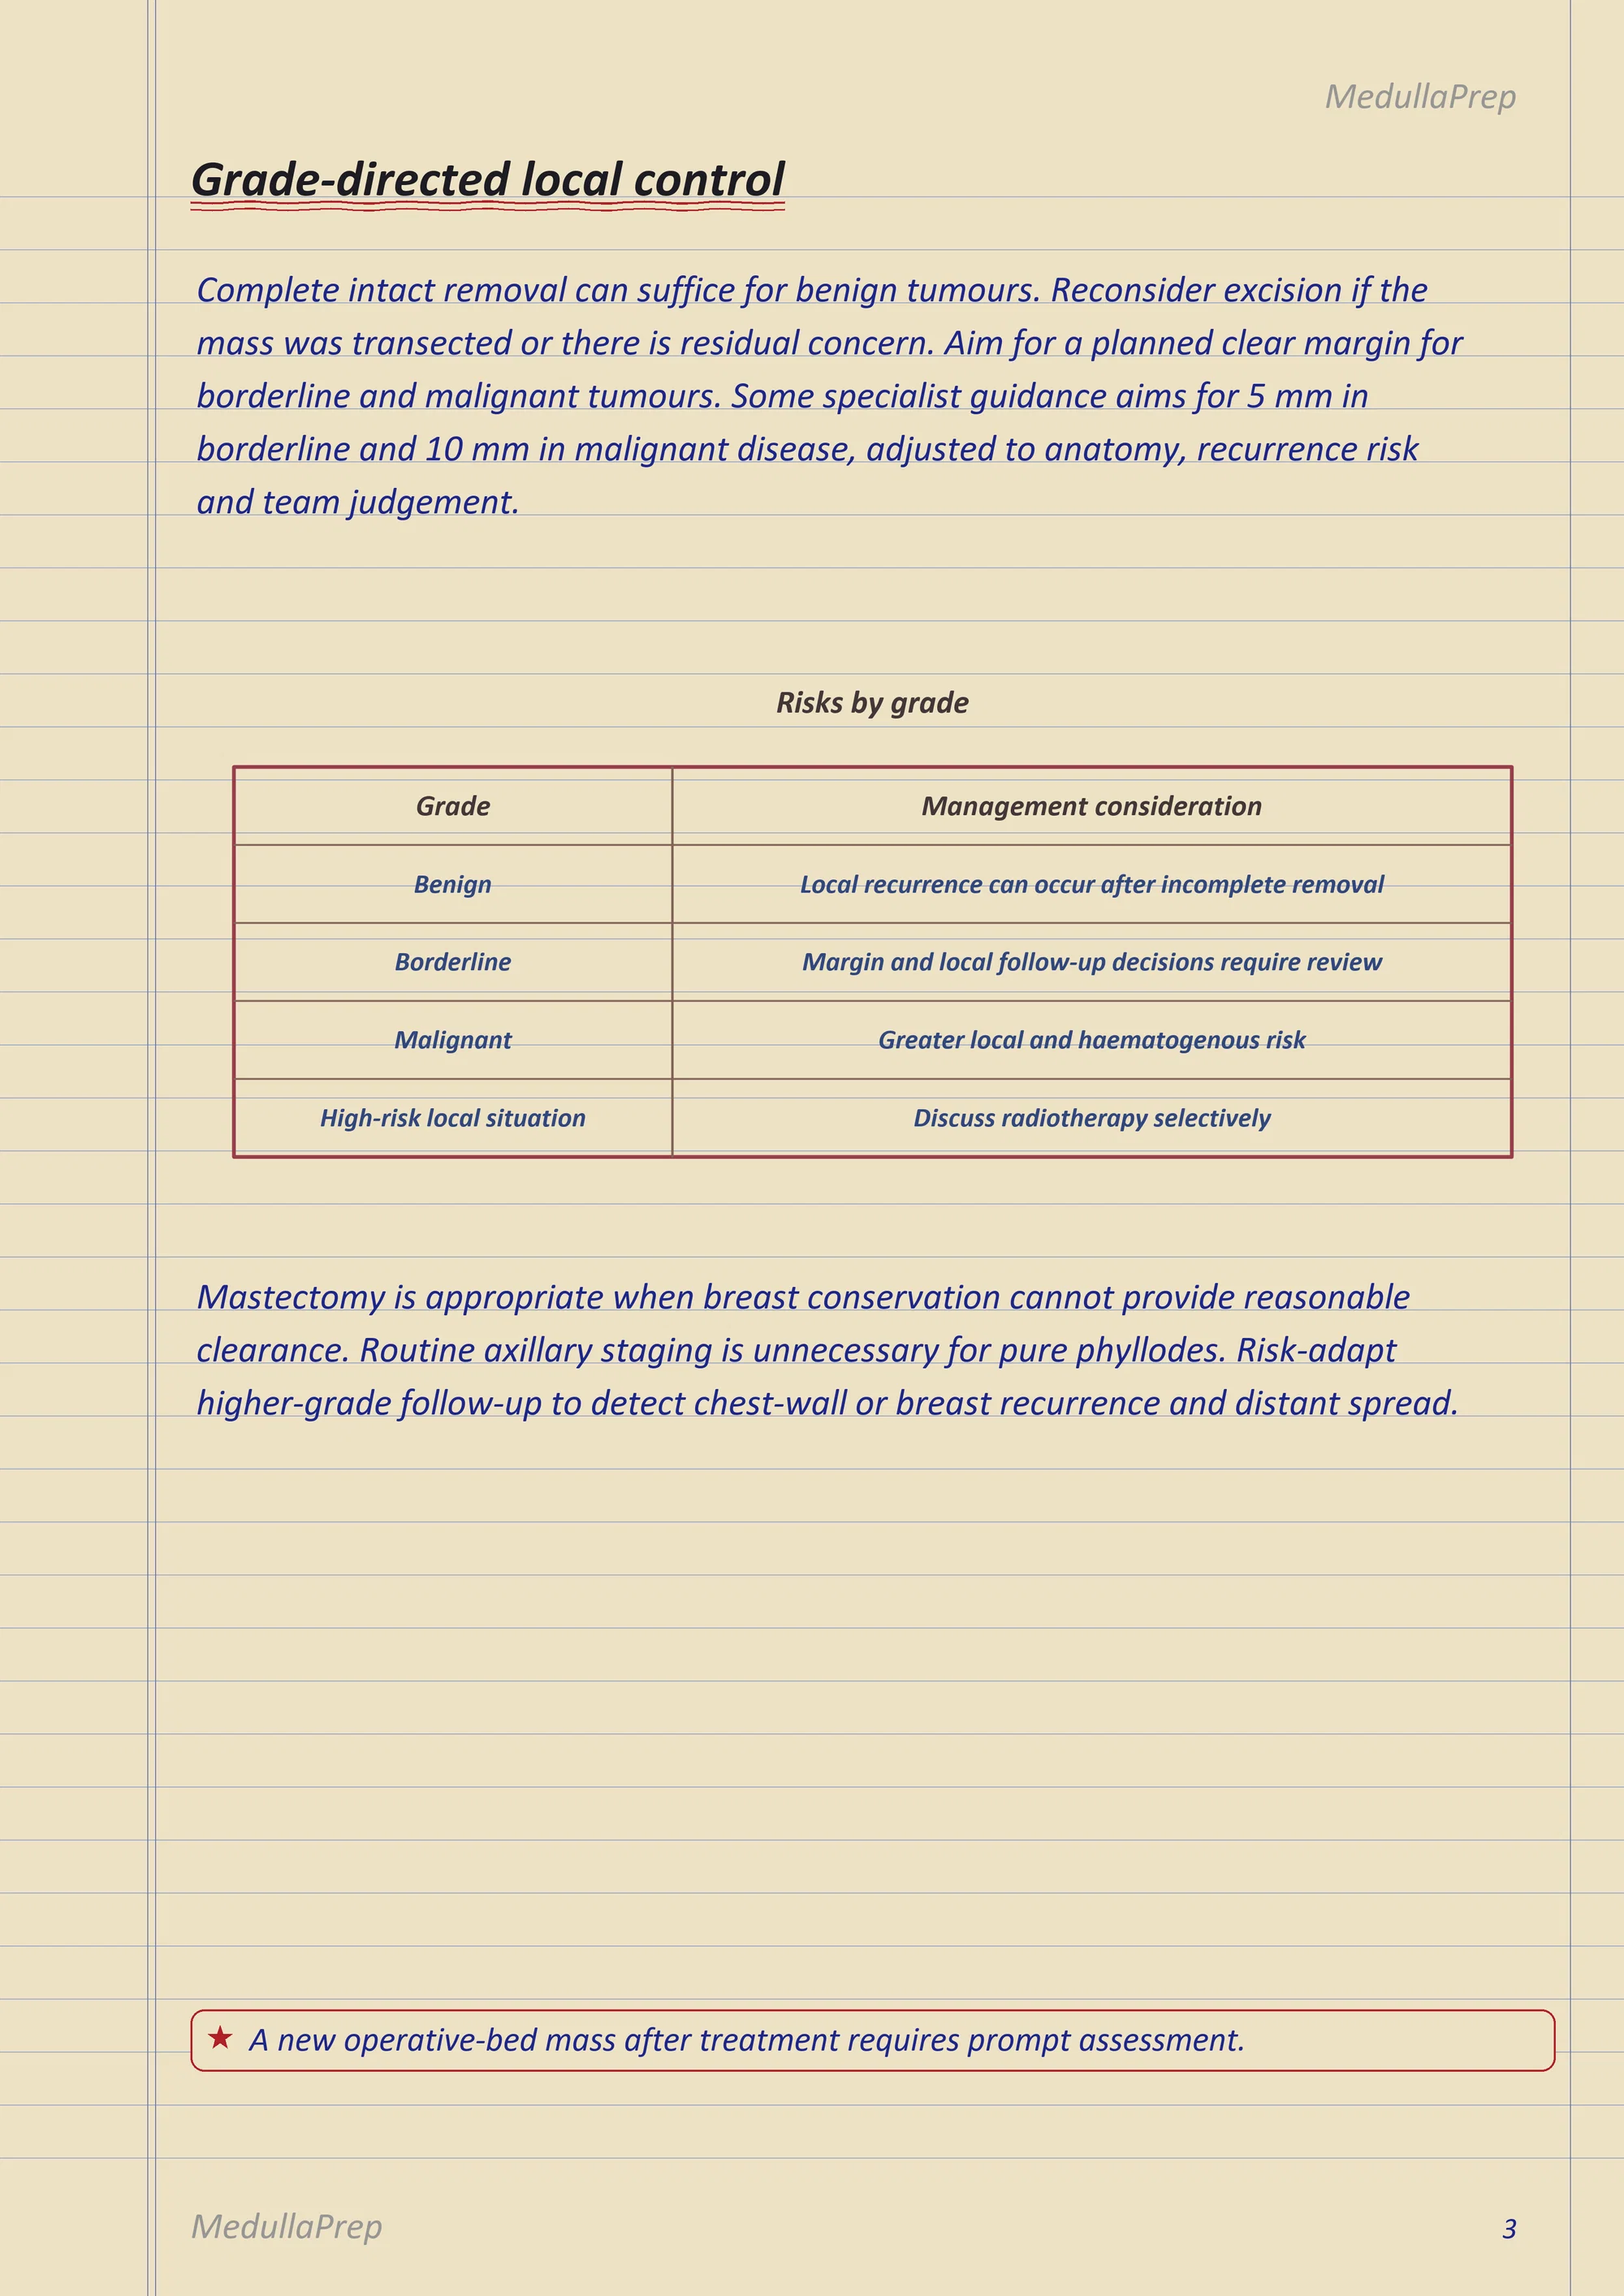 MedullaPrep
Grade-directed local control
Complete intact removal can suffice for benign tumours. Reconsider excision if the
mass was transected or there is residual concern. Aim for a planned clear margin for
borderline and malignant tumours. Some specialist guidance aims for 5 mm in
borderline and 10 mm in malignant disease, adjusted to anatomy, recurrence risk
and team judgement.
Risks by grade
Grade Management consideration
Benign Local recurrence can occur after incomplete removal
Borderline Margin and local follow-up decisions require review
Malignant Greater local and haematogenous risk
High-risk local situation Discuss radiotherapy selectively
Mastectomy is appropriate when breast conservation cannot provide reasonable
clearance. Routine axillary staging is unnecessary for pure phyllodes. Risk-adapt
higher-grade follow-up to detect chest-wall or breast recurrence and distant spread.
★ A new operative-bed mass after treatment requires prompt assessment.
MedullaPrep 3